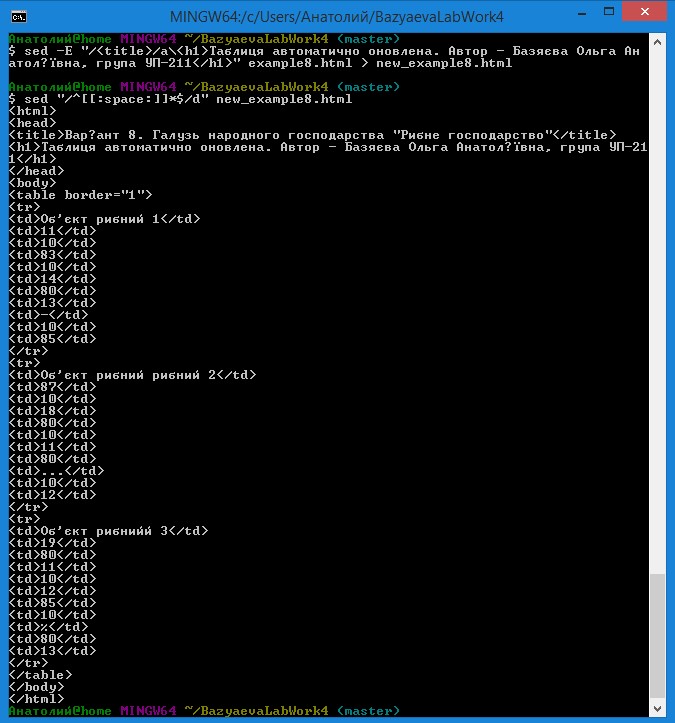 MINGW64:/c/Users/Анатолий/BazyaevaLabWork4
Анатолий@home MINGW64 ~/BazyaevaLabWork4 (master)
$ sed -E "/<title>/a\<h1>Таблиця автоматично оновлена. Автор - Базяєва Ольга Ан
атол?ївна, група УП-211</h1>" example8.html > new_example8.html
Анатолий@home MINGW64 ~/BazyaevaLabWork4 (master)
$ sed "/^[[:space:]]*$/d" new_example8.html
<html>
<head>
<title>Вар?ант 8. Галузь народного господарства "Рибне господарство"</title>
<h1>Таблиця автоматично оновлена. Автор - Базяєва Ольга Анатол?ївна, група УП-21
1</h1>
</head>
<body>
<table border="1">
<tr>
<td>Об'єкт рибний 1</td>
<td>11</td>
<td>10</td>
<td>83</td>
<td>10</td>
<td>14</td>
<td>80</td>
<td>13</td>
<td>-</td>
<td>10</td>
<td>85</td>
</tr>
<tr>
<td>Об'єкт рибний рибний 2</td>
<td>87</td>
<td>10</td>
<td>18</td>
<td>80</td>
<td>10</td>
<td>11</td>
<td>80</td>
<td>...</td>
<td>10</td>
<td>12</td>
</tr>
<tr>
<td>Об'єкт рибнийй 3</td>
<td>19</td>
<td>80</td>
<td>11</td>
<td>10</td>
<td>12</td>
<td>85</td>
<td>10</td>
<td>%</td>
<td>80</td>
<td>13</td>
</tr>
</table>
</body>
</html>
Анатолий@home MINGW64 ~/BazyaevaLabWork4 (master)